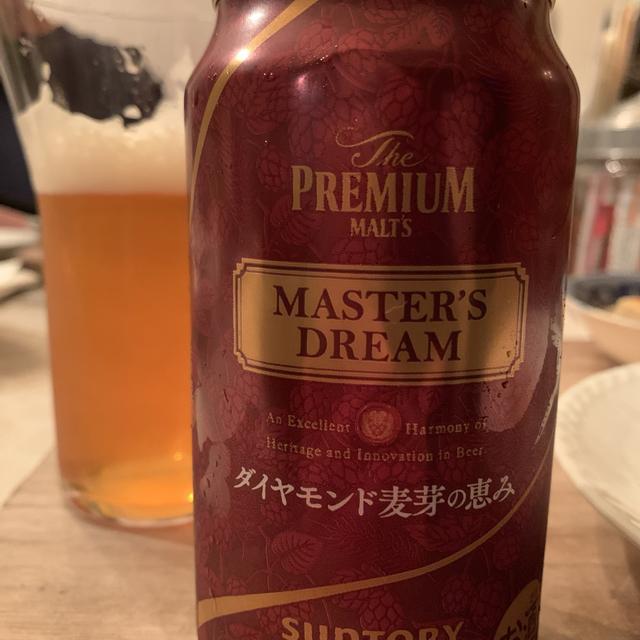 The
PREMIUM
MALT'S
MASTER'S
DREAM
An Excellent Harmony of
Heritage and Innovation in Beer
ダイヤモンド麦芽の恵み
SUNTORY